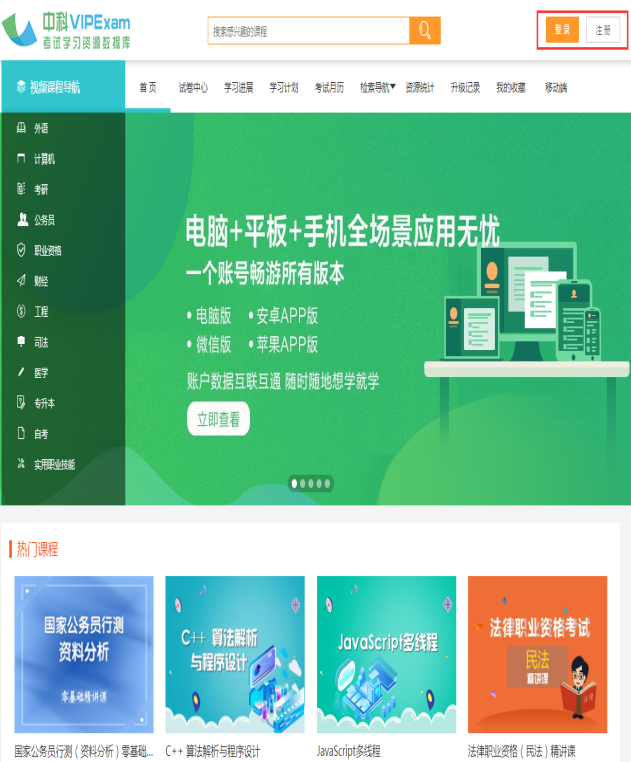 中科VIPExam
考试学习资源数据库
搜索感兴趣的课程
登录
注册
视频课程导航
首页
试卷中心
学习进展
学习计划
考试月历
检索导航▼
资源统计
升级记录
我的收藏
移动端
外语
计算机
考研
公务员
职业资格
财经
工程
司法
医学
专升本
自考
实用职业技能
电脑+平板+手机全场景应用无忧
一个账号畅游所有版本
• 电脑版 • 安卓APP版
• 微信版 • 苹果APP版
账户数据互联互通 随时随地想学就学
立即查看
热门课程
国家公务员行测
资料分析
零基础精讲课
C++ 算法解析
与程序设计
JavaScript多线程
法律职业资格考试
民法
精讲课
国家公务员行测（资料分析）零基础...
C++ 算法解析与程序设计
JavaScript多线程
法律职业资格（民法）精讲课